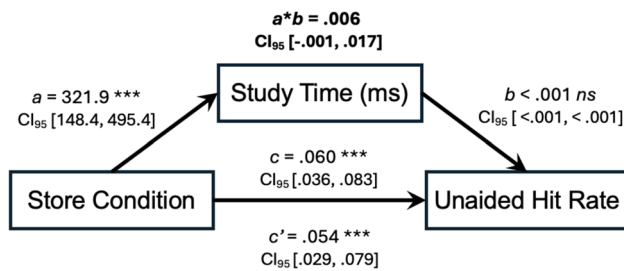 a*b = .006
CI95 [-.001, .017]
a = 321.9 ***
CI95 [148.4, 495.4]
Study Time (ms)
b < .001 ns
CI95 [ <.001, < .001]
c = .060 ***
CI95 [.036, .083]
Store Condition
Unaided Hit Rate
c’ = .054 ***
CI95 [.029, .079]